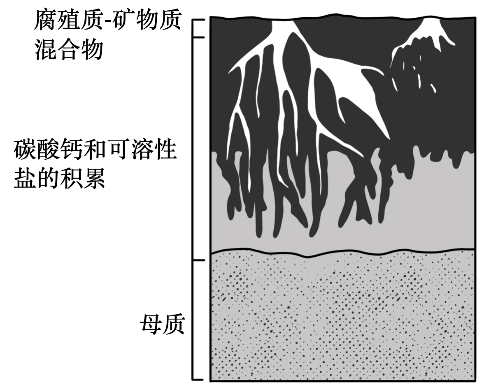 腐殖质-矿物质
混合物
碳酸钙和可溶性
盐的积累
母质